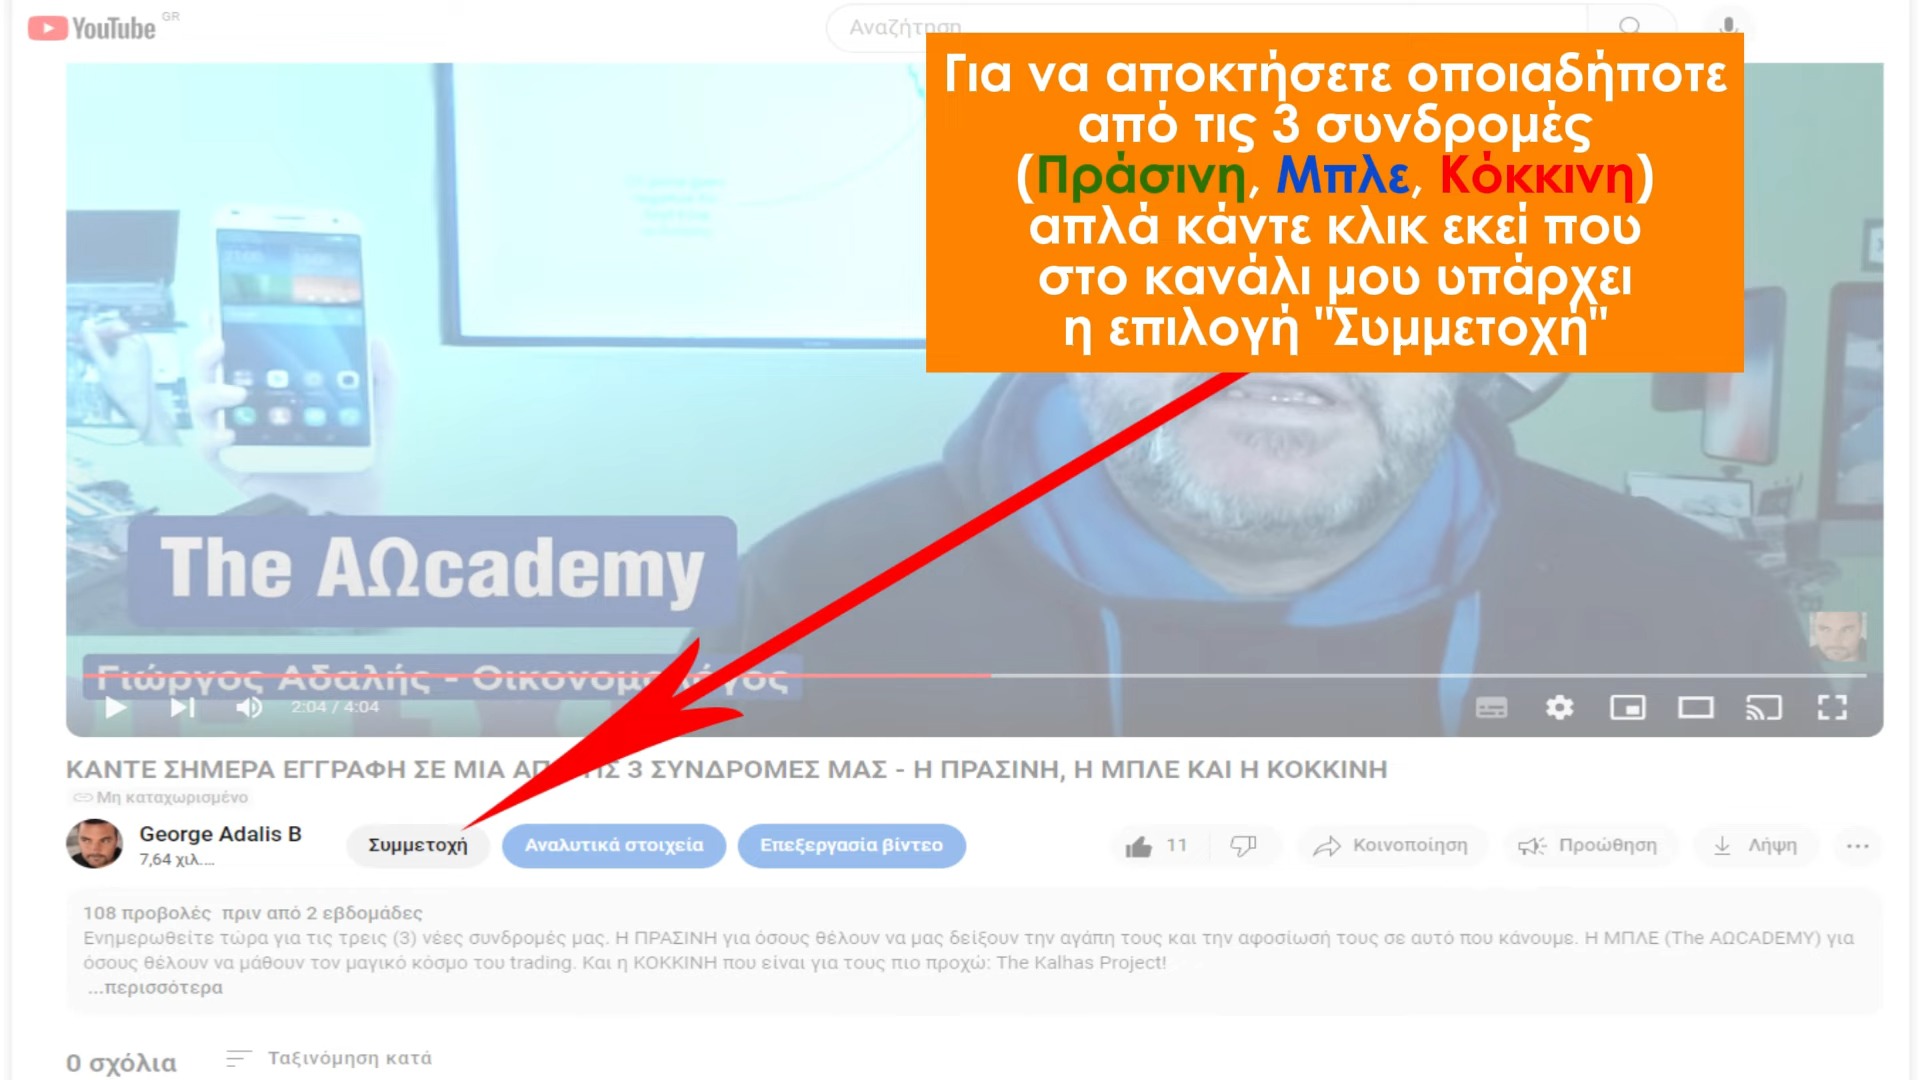 YouTube GR
Αναζήτηση
Για να αποκτήσετε οποιαδήποτε
από τις 3 συνδρομές
(Πράσινη, Μπλε, Κόκκινη)
απλά κάντε κλικ εκεί που
στο κανάλι μου υπάρχει
η επιλογή "Συμμετοχή"
The ΑΩcademy
Γιώργος Αδαλής - Οικονομολόγος
2:04 / 4:04
ΚΑΝΤΕ ΣΗΜΕΡΑ ΕΓΓΡΑΦΗ ΣΕ ΜΙΑ ΑΠ ΙΣ 3 ΣΥΝΔΡΟΜΕΣ ΜΑΣ - Η ΠΡΑΣΙΝΗ, Η ΜΠΛΕ ΚΑΙ Η ΚΟΚΚΙΝΗ
Μη καταχωρισμένο
George Adalis B
7,64 χιλ....
Συμμετοχή
Αναλυτικά στοιχεία
Επεξεργασία βίντεο
11
Κοινοποίηση
Προώθηση
Λήψη
108 προβολές πριν από 2 εβδομάδες
Ενημερωθείτε τώρα για τις τρεις (3) νέες συνδρομές μας. Η ΠΡΑΣΙΝΗ για όσους θέλουν να μας δείξουν την αγάπη τους και την αφοσίωσή τους σε αυτό που κάνουμε. Η ΜΠΛΕ (The ΑΩCADEMY) για
όσους θέλουν να μάθουν τον μαγικό κόσμο του trading. Και η ΚΟΚΚΙΝΗ που είναι για τους πιο προχώ: The Kalhas Project!
...περισσότερα
0 σχόλια
Ταξινόμηση κατά